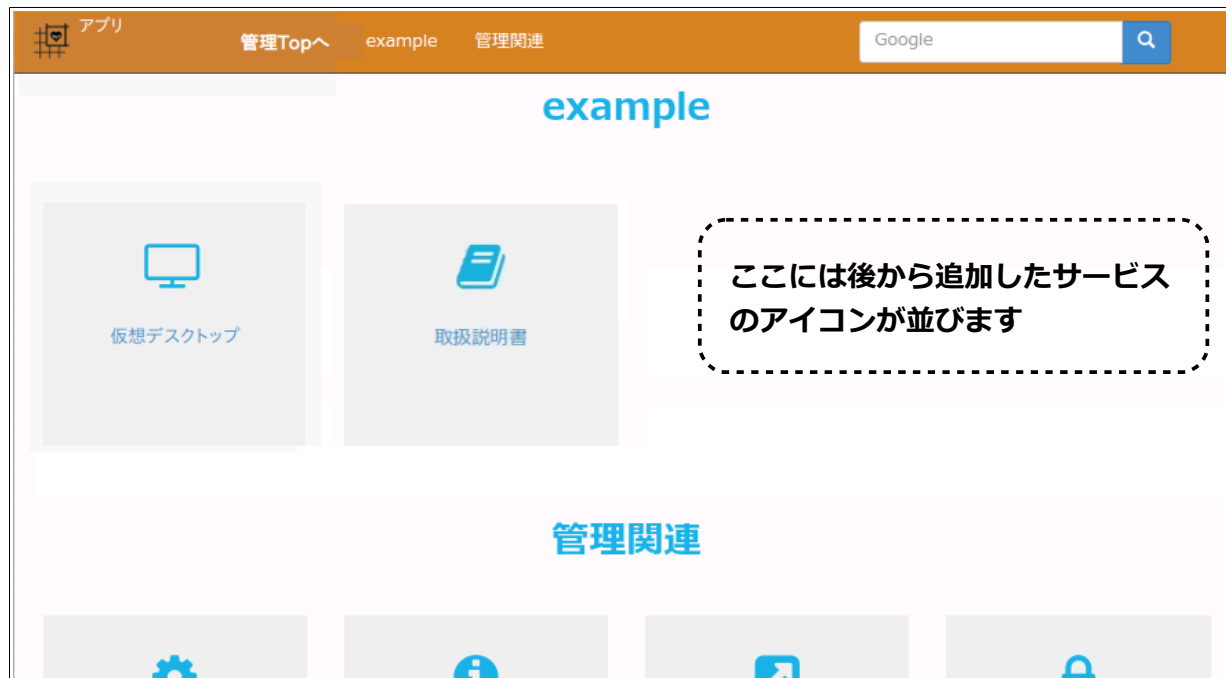 アプリ
管理Topへ example 管理関連 Google
example
仮想デスクトップ
取扱説明書
ここには後から追加したサービス
のアイコンが並びます
管理関連